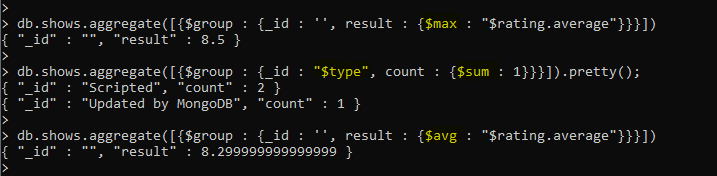 >
> db.shows.aggregate([{$group : {_id : '', result : {$max : "$rating.average"}}}])
{ "_id" : "", "result" : 8.5 }
>
> db.shows.aggregate([{$group : {_id : "$type", count : {$sum : 1}}}]).pretty();
{ "_id" : "Scripted", "count" : 2 }
{ "_id" : "Updated by MongoDB", "count" : 1 }
>
> db.shows.aggregate([{$group : {_id : '', result : {$avg : "$rating.average"}}}])
{ "_id" : "", "result" : 8.299999999999999 }
>